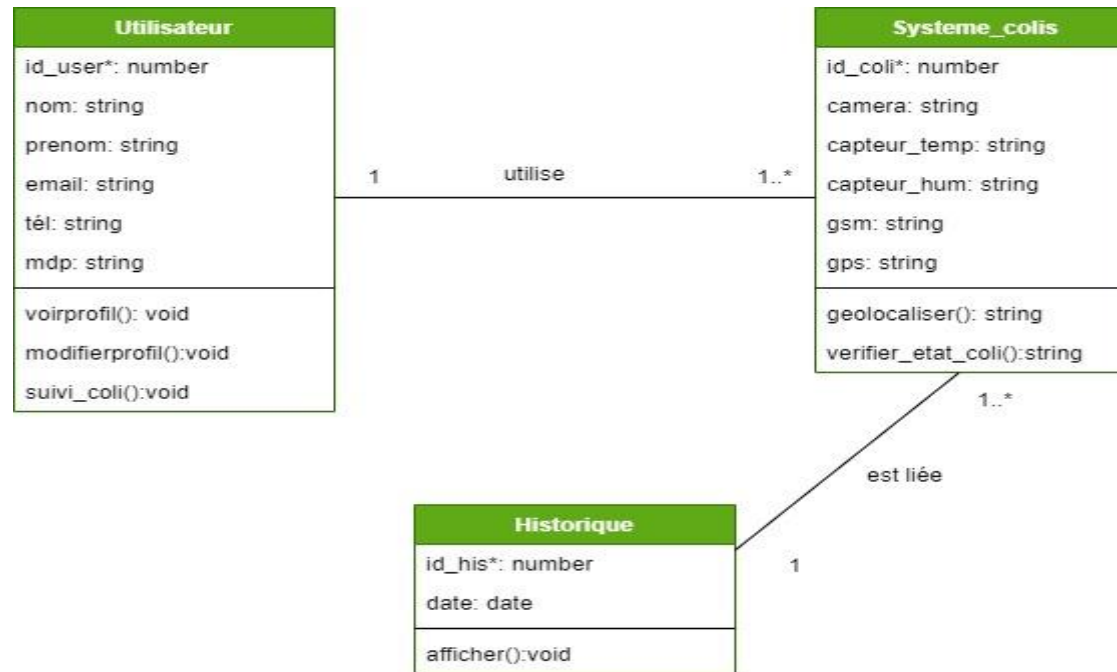 Utilisateur
id_user*: number
nom: string
prenom: string
email: string
tél: string
mdp: string
voirprofil(): void
modifierprofil():void
suivi_coli():void
1
utilise
1..*
Systeme_colis
id_coli*: number
camera: string
capteur_temp: string
capteur_hum: string
gsm: string
gps: string
geolocaliser(): string
verifier_etat_coli():string
1..*
est liée
1
Historique
id_his*: number
date: date
afficher():void